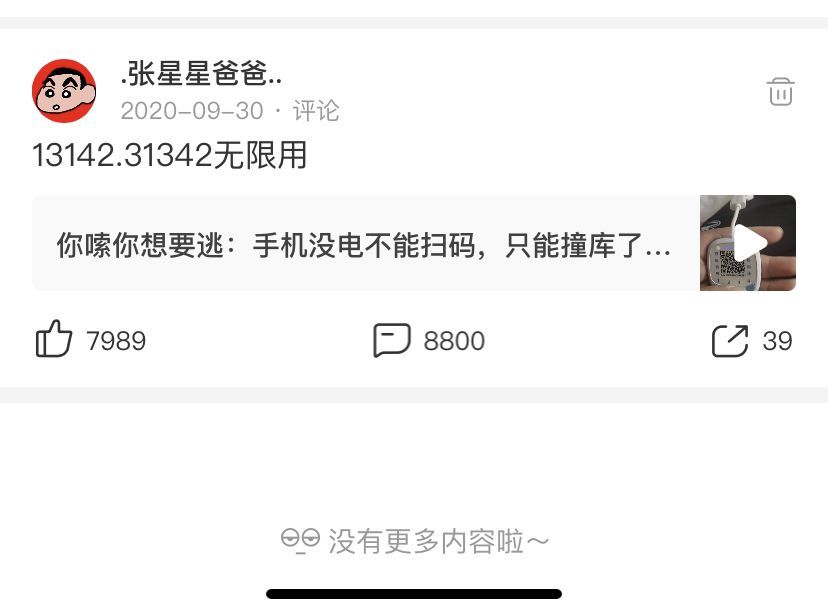 .张星星爸爸..
2020-09-30 · 评论
13142.31342无限用
你嗦你想要逃：手机没电不能扫码，只能撞库了...
7989
8800
39
没有更多内容啦～